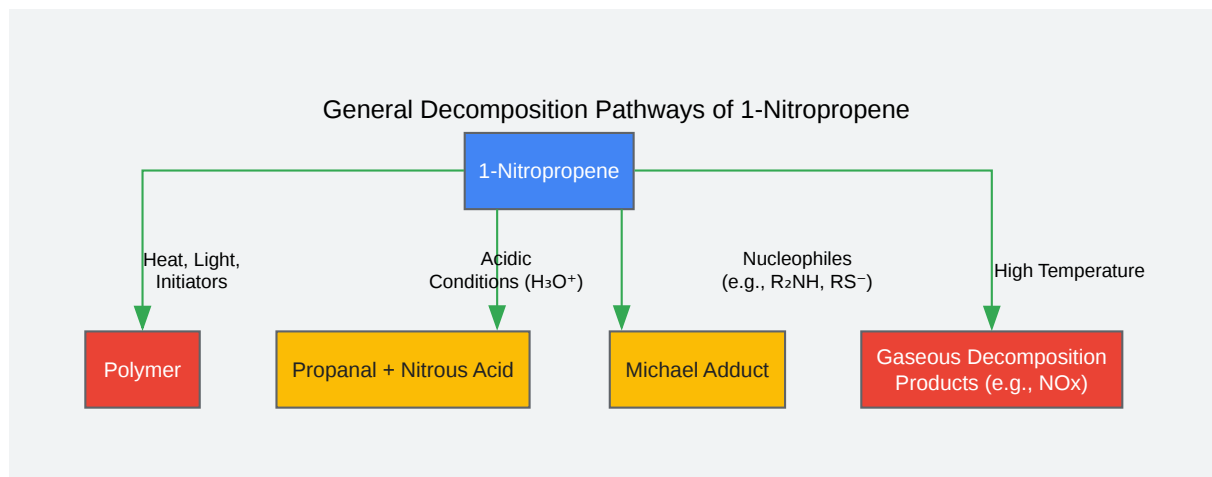 General Decomposition Pathways of 1-Nitropropene
1-Nitropropene
Heat, Light,
Initiators
Acidic
Conditions (H₃O⁺)
Nucleophiles
(e.g., R₂NH, RS⁻)
High Temperature
Polymer
Propanal + Nitrous Acid
Michael Adduct
Gaseous Decomposition
Products (e.g., NOx)